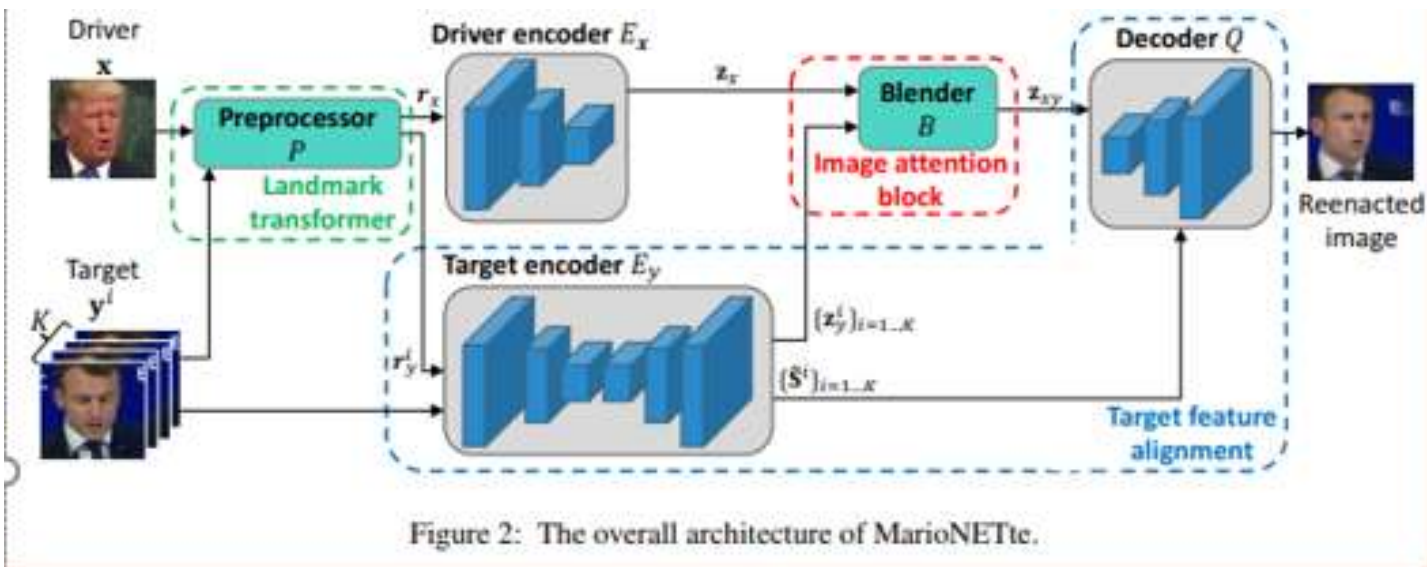 Driver
x
Preprocessor
P
Landmark
transformer
r_x
Driver encoder E_x
z_x
Blender
B
Image attention
block
z_xy
Decoder Q
Reenacted
image
Target
y^i
K
r_y^i
Target encoder E_y
{z_y^i}_{i=1..K}
{Ŝ^i}_{i=1..K}
Target feature
alignment
Figure 2: The overall architecture of MarioNETte.